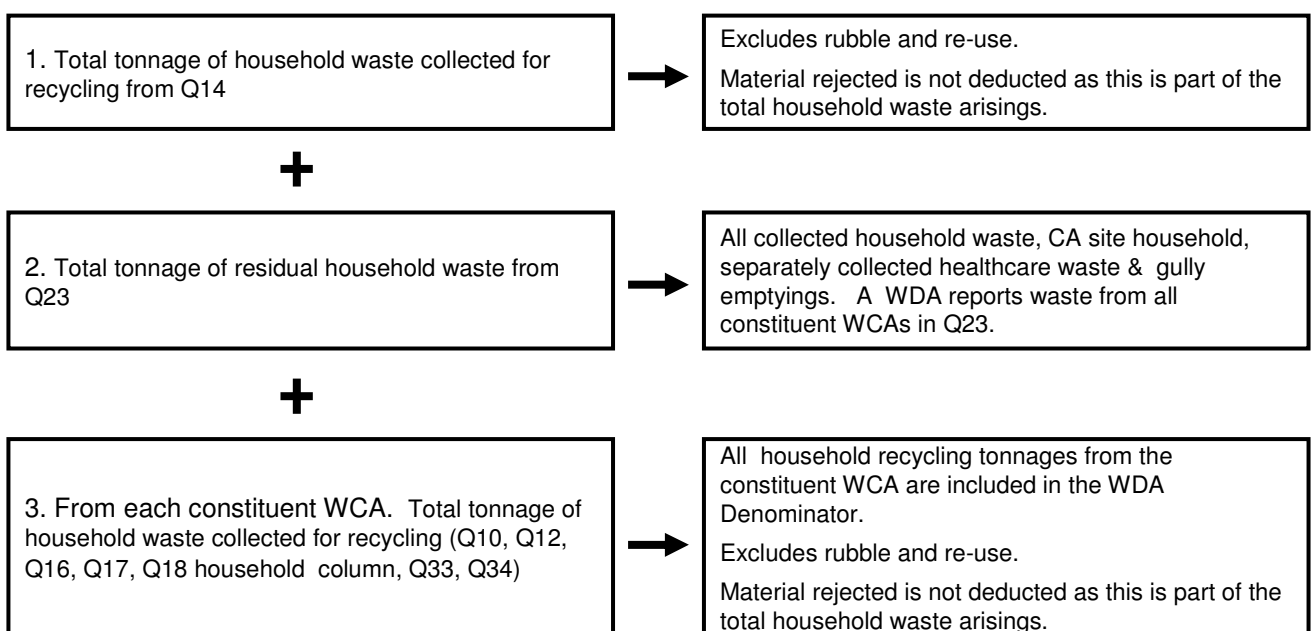 1. Total tonnage of household waste collected for
recycling from Q14
Excludes rubble and re-use.
Material rejected is not deducted as this is part of the
total household waste arisings.
+
2. Total tonnage of residual household waste from
Q23
All collected household waste, CA site household,
separately collected healthcare waste & gully
emptyings. A WDA reports waste from all
constituent WCAs in Q23.
+
3. From each constituent WCA. Total tonnage of
household waste collected for recycling (Q10, Q12,
Q16, Q17, Q18 household column, Q33, Q34)
All household recycling tonnages from the
constituent WCA are included in the WDA
Denominator.
Excludes rubble and re-use.
Material rejected is not deducted as this is part of the
total household waste arisings.